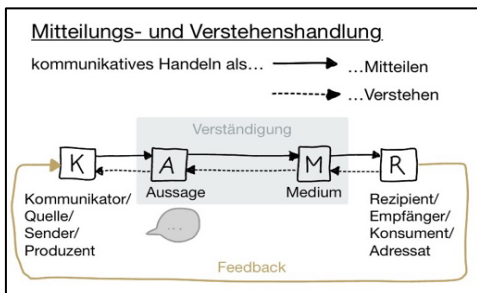 Mitteilungs- und Verstehenshandlung
kommunikatives Handeln als... ...Mitteilen
...Verstehen
Verständigung
K A M R
Kommunikator/
Quelle/
Sender/
Produzent
Aussage
...
Medium
Rezipient/
Empfänger/
Konsument/
Adressat
Feedback